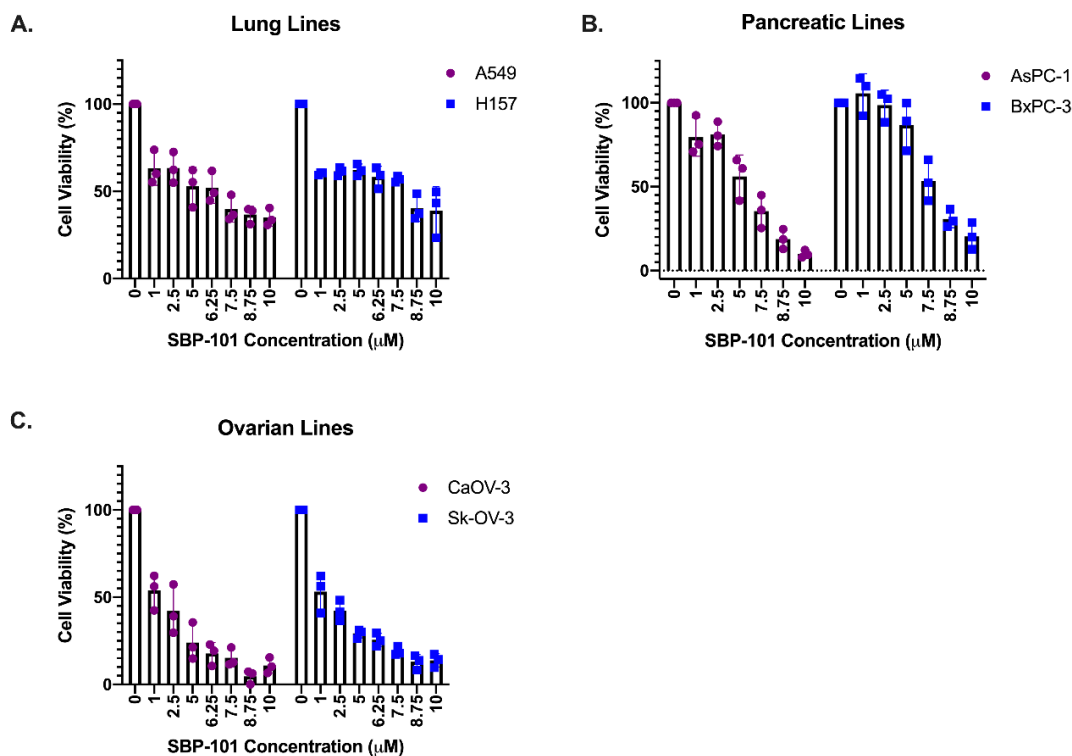 A.
Lung Lines
A549
H157
Cell Viability (%)
100
50
0
0 1 2.5 5 6.25 7.5 8.75 10 0 1 2.5 5 6.25 7.5 8.75 10
SBP-101 Concentration (μM)
B.
Pancreatic Lines
AsPC-1
BxPC-3
Cell Viability (%)
100
50
0
0 1 2.5 5 7.5 8.75 10 0 1 2.5 5 7.5 8.75 10
SBP-101 Concentration (μM)
C.
Ovarian Lines
CaOV-3
Sk-OV-3
Cell Viability (%)
100
50
0
0 1 2.5 5 6.25 7.5 8.75 10 0 1 2.5 5 6.25 7.5 8.75 10
SBP-101 Concentration (μM)